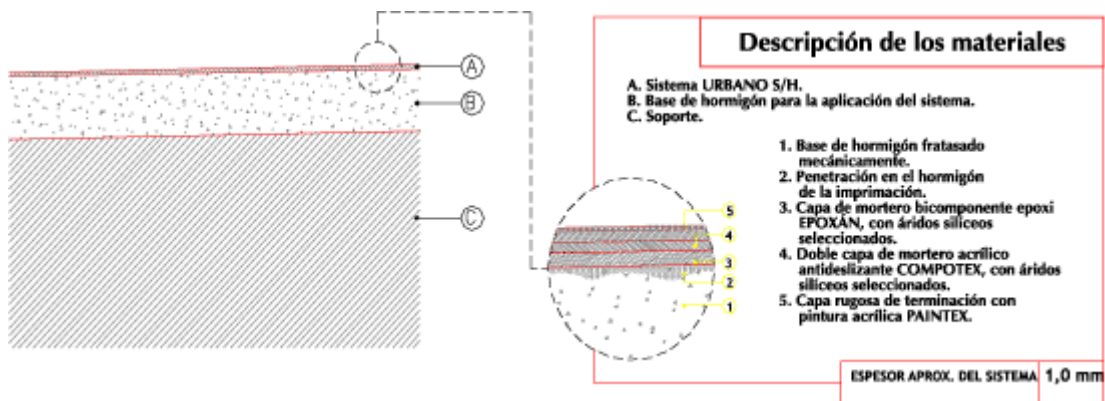 A
B
C
Descripción de los materiales
A. Sistema URBANO S/H.
B. Base de hormigón para la aplicación del sistema.
C. Soporte.
1. Base de hormigón fratasado
mecánicamente.
2. Penetración en el hormigón
de la imprimación.
3. Capa de mortero bicomponente epoxi
EPOXÁN, con áridos silíceos
seleccionados.
4. Doble capa de mortero acrílico
antideslizante COMPOTEX, con áridos
silíceos seleccionados.
5. Capa rugosa de terminación con
pintura acrílica PAINTEX.
5
4
3
2
1
ESPESOR APROX. DEL SISTEMA 1,0 mm